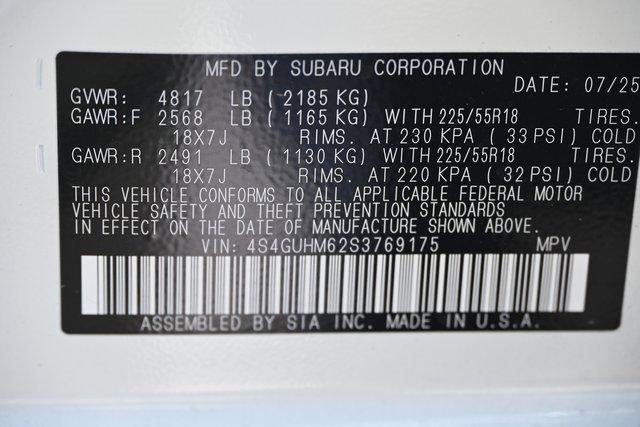 MFD BY SUBARU CORPORATION
DATE: 07/25
GVWR: 4817 LB ( 2185 KG)
GAWR:F 2568 LB ( 1165 KG) WITH 225/55R18 TIRES.
18X7J RIMS. AT 230 KPA ( 33 PSI) COLD
GAWR:R 2491 LB ( 1130 KG) WITH 225/55R18 TIRES.
18X7J RIMS. AT 220 KPA ( 32 PSI) COLD
THIS VEHICLE CONFORMS TO ALL APPLICABLE FEDERAL MOTOR
VEHICLE SAFETY AND THEFT PREVENTION STANDARDS
IN EFFECT ON THE DATE OF MANUFACTURE SHOWN ABOVE.
VIN: 4S4GUHM62S3769175 MPV
ASSEMBLED BY SIA INC. MADE IN U.S.A.